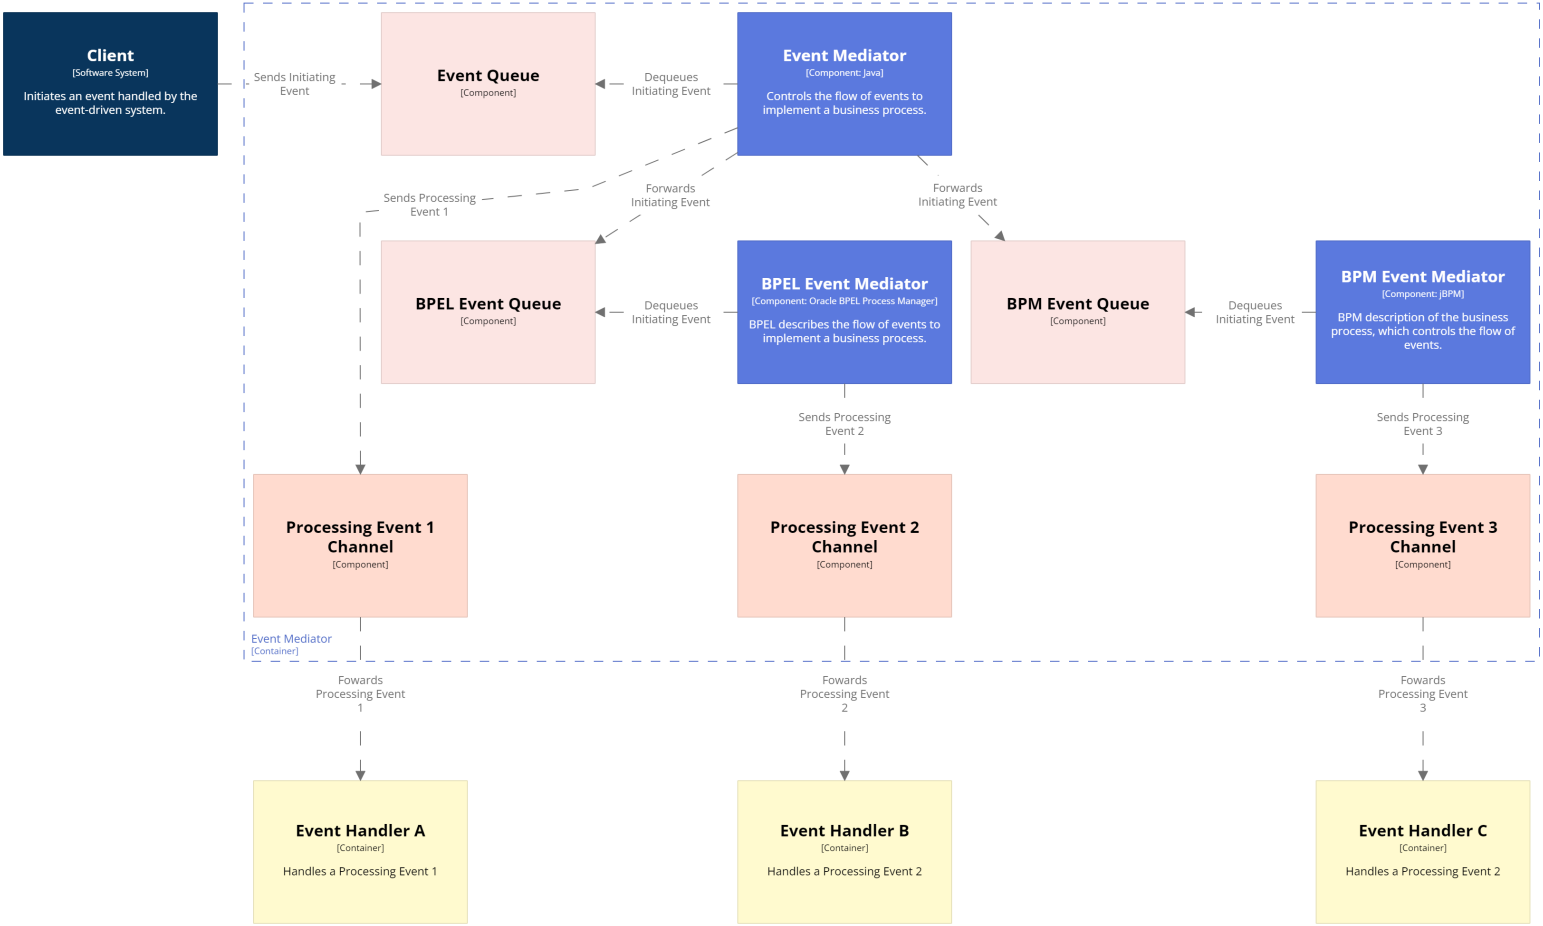 Client
[Software System]
Initiates an event handled by the
event-driven system.
Sends Initiating
Event
Event Queue
[Component]
Dequeues
Initiating Event
Event Mediator
[Component: Java]
Controls the flow of events to
implement a business process.
Sends Processing
Event 1
Forwards
Initiating Event
Forwards
Initiating Event
BPEL Event Queue
[Component]
Dequeues
Initiating Event
BPEL Event Mediator
[Component: Oracle BPEL Process Manager]
BPEL describes the flow of events to
implement a business process.
BPM Event Queue
[Component]
Dequeues
Initiating Event
BPM Event Mediator
[Component: jBPM]
BPM description of the business
process, which controls the flow of
events.
Sends Processing
Event 2
Sends Processing
Event 3
Processing Event 1
Channel
[Component]
Processing Event 2
Channel
[Component]
Processing Event 3
Channel
[Component]
Event Mediator
[Container]
Fowards
Processing Event
1
Fowards
Processing Event
2
Fowards
Processing Event
3
Event Handler A
[Container]
Handles a Processing Event 1
Event Handler B
[Container]
Handles a Processing Event 2
Event Handler C
[Container]
Handles a Processing Event 2